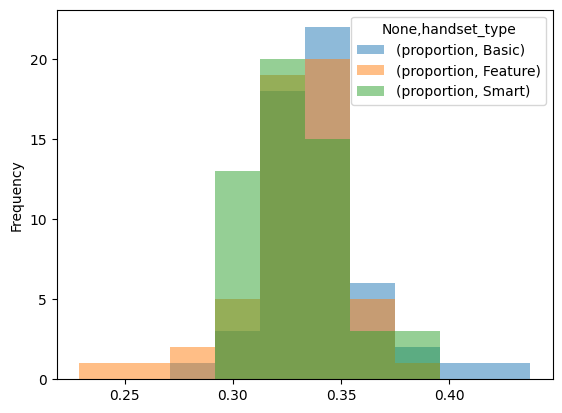 None,handset_type
(proportion, Basic)
(proportion, Feature)
(proportion, Smart)
Frequency
20
15
10
5
0
0.25 0.30 0.35 0.40